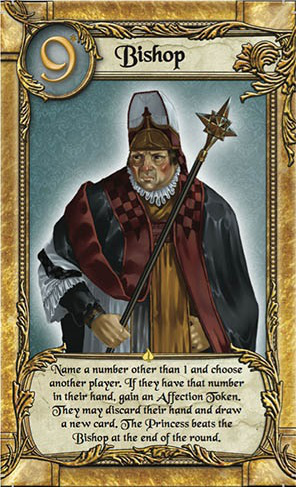 9
Bishop
Name a number other than 1 and choose
another player. If they have that number
in their hand, gain an Affection Token.
They may discard their hand and draw
a new card. The Princess beats the
Bishop at the end of the round.